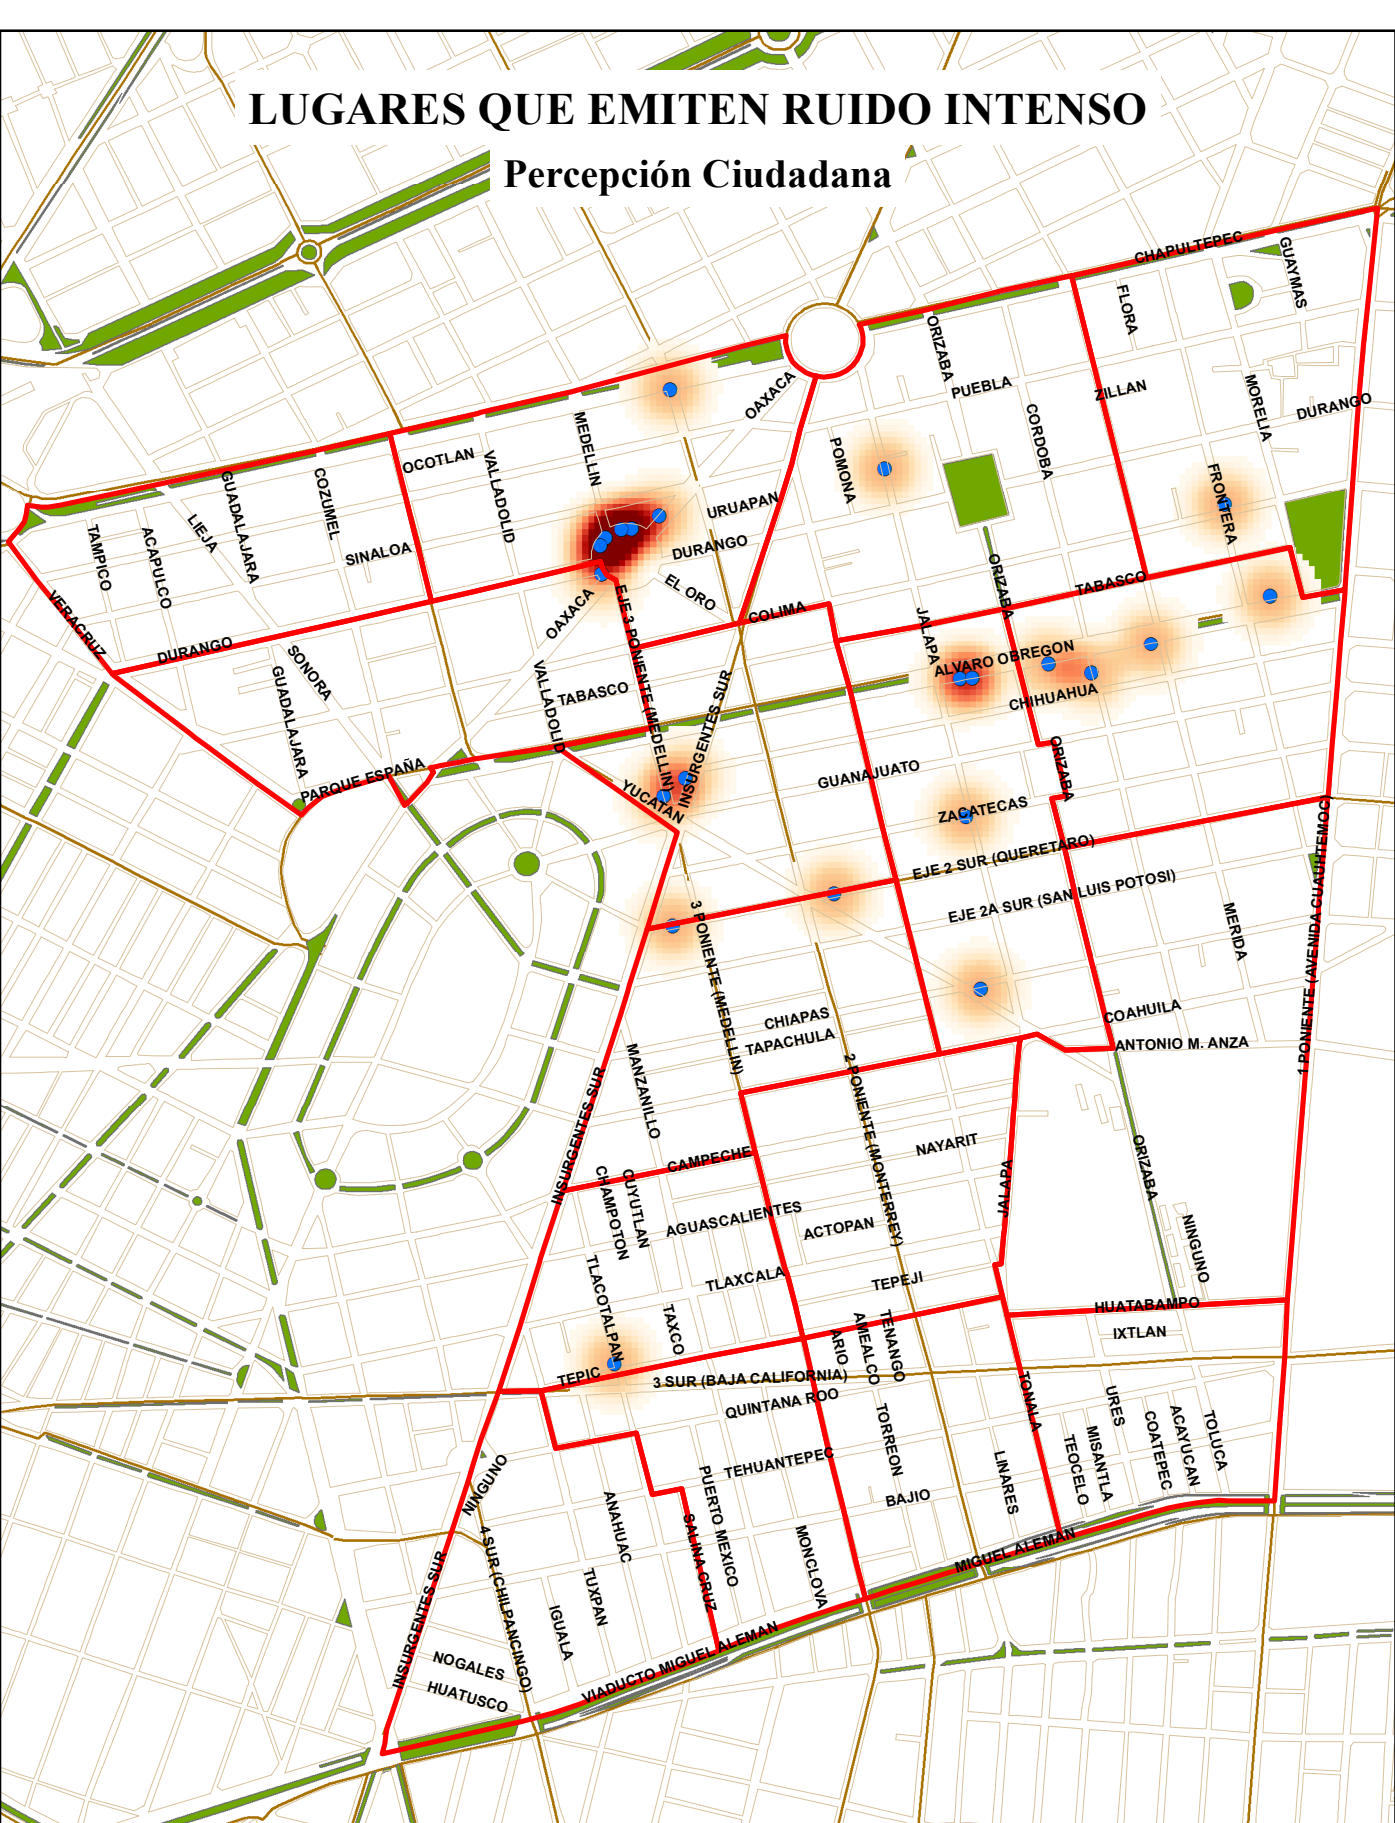 LUGARES QUE EMITEN RUIDO INTENSO
Percepción Ciudadana
CHAPULTEPEC
GUAYMAS
FLORA
ORIZABA
PUEBLA
ZILLAN
OAXACA
MORELIA
DURANGO
CORDOBA
MEDELLIN
POMONA
OCOTLAN
VALLADOLID
COZUMEL
GUADALAJARA
LIEJA
FRONTERA
URUAPAN
TAMPICO
ACAPULCO
SINALOA
DURANGO
EL ORO
ORIZABA
TABASCO
VERACRUZ
OAXACA
EJE 3 PONIENTE (MEDELLIN)
COLIMA
JALAPA
DURANGO
SONORA
ALVARO OBREGON
GUADALAJARA
VALLADOLID
TABASCO
CHIHUAHUA
INSURGENTES SUR
PARQUE ESPAÑA
YUCATAN
GUANAJUATO
ORIZABA
ZACATECAS
EJE 2 SUR (QUERETARO)
EJE 2A SUR (SAN LUIS POTOSI)
1 PONIENTE (AVENIDA CUAUHTEMOC)
3 PONIENTE (MEDELLIN)
MERIDA
CHIAPAS
TAPACHULA
COAHUILA
ANTONIO M. ANZA
MANZANILLO
2 PONIENTE (MONTERREY)
INSURGENTES SUR
CAMPECHE
NAYARIT
JALAPA
ORIZABA
CUYUTLAN
CHAMPOTON
AGUASCALIENTES
ACTOPAN
NINGUNO
TLACOTALPAN
TLAXCALA
TEPEJI
HUATABAMPO
IXTLAN
TAXCO
ARIO
AMEALCO
TENANGO
TEPIC
3 SUR (BAJA CALIFORNIA)
QUINTANA ROO
TONALA
TORREON
URES
TEOCELO
MISANTLA
COATEPEC
ACAYUCAN
TOLUCA
TEHUANTEPEC
LINARES
BAJIO
NINGUNO
PUERTO MEXICO
ANAHUAC
SALINA CRUZ
MONCLOVA
MIGUEL ALEMAN
4 SUR (CHILPANCINGO)
INSURGENTES SUR
TUXPAN
IGUALA
VIADUCTO MIGUEL ALEMAN
NOGALES
HUATUSCO